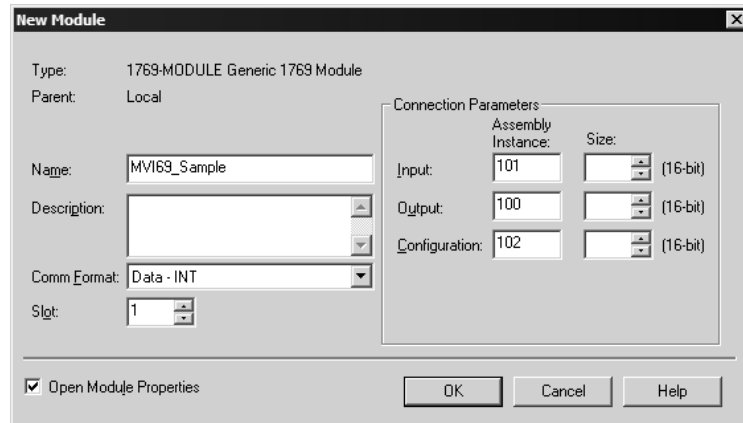 New Module
Type: 1769-MODULE Generic 1769 Module
Parent: Local
Connection Parameters
Assembly Instance:
Size:
Name: MVI69_Sample
Input: 101 (16-bit)
Description:
Output: 100 (16-bit)
Configuration: 102 (16-bit)
Comm Format: Data - INT
Slot: 1
Open Module Properties
OK
Cancel
Help